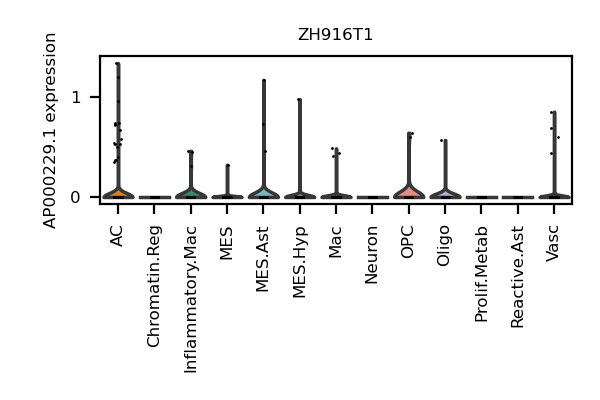 ZH916T1
AP000229.1 expression
1
0
AC
Chromatin.Reg
Inflammatory.Mac
MES
MES.Ast
MES.Hyp
Mac
Neuron
OPC
Oligo
Prolif.Metab
Reactive.Ast
Vasc